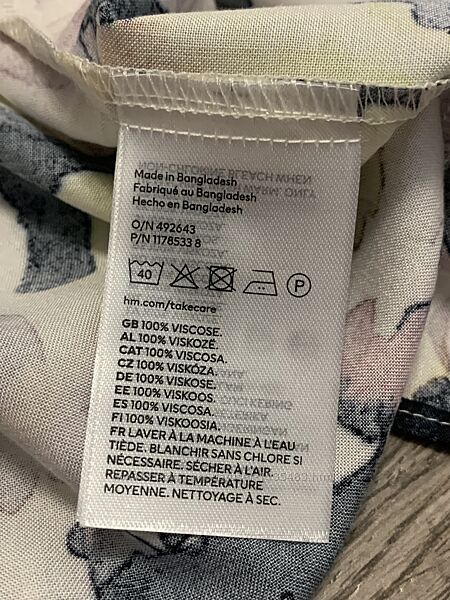 Made in Bangladesh
Fabriqué au Bangladesh
Hecho en Bangladesh
O/N 492643
P/N 1178533 8
40
P
hm.com/takecare
GB 100% VISCOSE.
AL 100% VISKOZË.
CAT 100% VISCOSA.
CZ 100% VISKÓZA.
DE 100% VISKOSE.
EE 100% VISKOOS.
ES 100% VISCOSA.
FI 100% VISKOOSIA.
FR LAVER À LA MACHINE À L'EAU
TIÈDE. BLANCHIR SANS CHLORE SI
NÉCESSAIRE. SÉCHER À L'AIR.
REPASSER À TEMPÉRATURE
MOYENNE. NETTOYAGE À SEC.